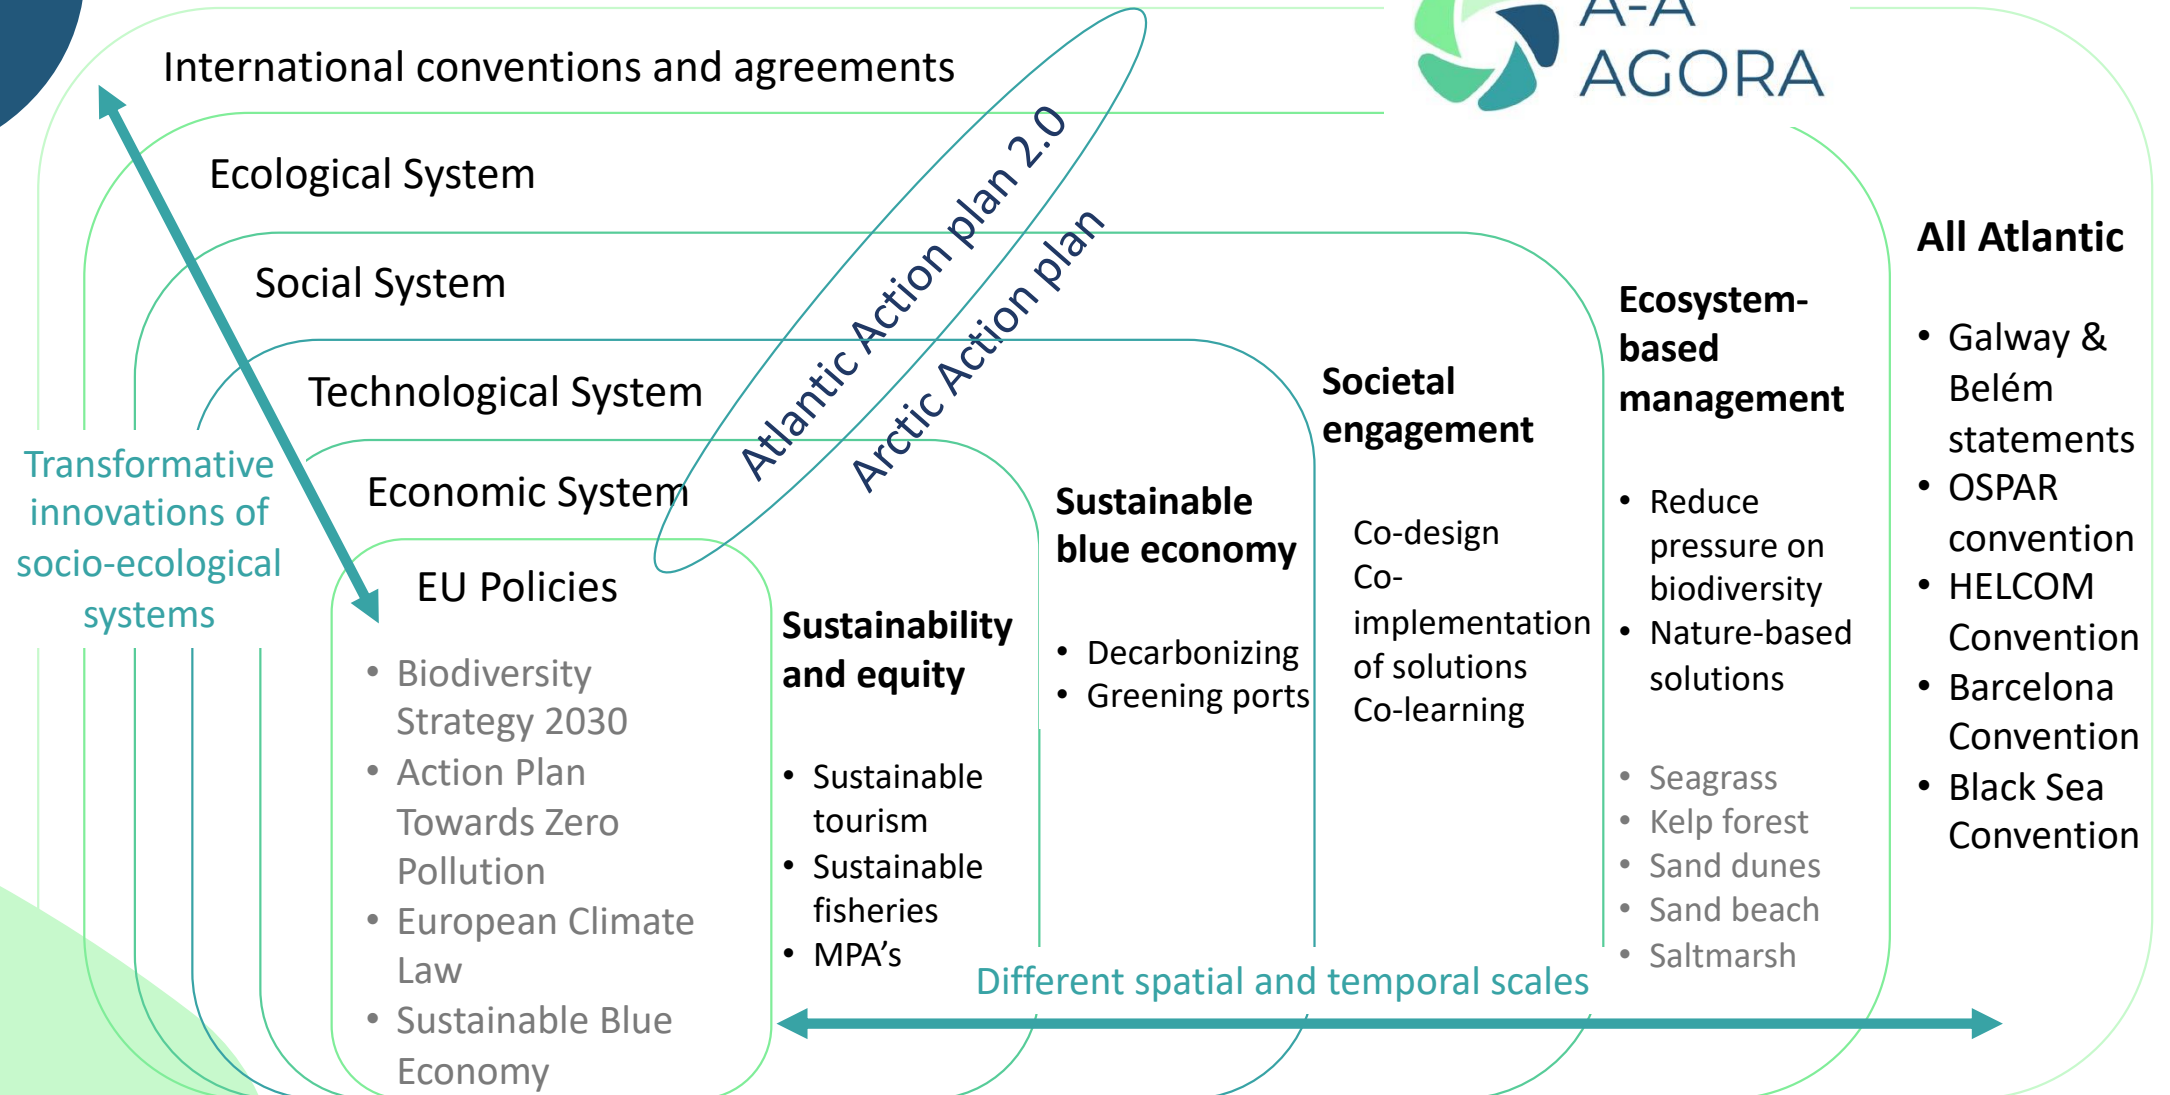 A-A
AGORA
International conventions and agreements
Ecological System
Social System
Technological System
Economic System
EU Policies
Atlantic Action plan 2.0
Arctic Action plan
Transformative
innovations of
socio-ecological
systems
• Biodiversity
Strategy 2030
• Action Plan
Towards Zero
Pollution
• European Climate
Law
• Sustainable Blue
Economy
Sustainability
and equity
• Sustainable
tourism
• Sustainable
fisheries
• MPA’s
Sustainable
blue economy
• Decarbonizing
• Greening ports
Societal
engagement
Co-design
Co-
implementation
of solutions
Co-learning
Ecosystem-
based
management
• Reduce
pressure on
biodiversity
• Nature-based
solutions
• Seagrass
• Kelp forest
• Sand dunes
• Sand beach
• Saltmarsh
All Atlantic
• Galway &
Belém
statements
• OSPAR
convention
• HELCOM
Convention
• Barcelona
Convention
• Black Sea
Convention
Different spatial and temporal scales